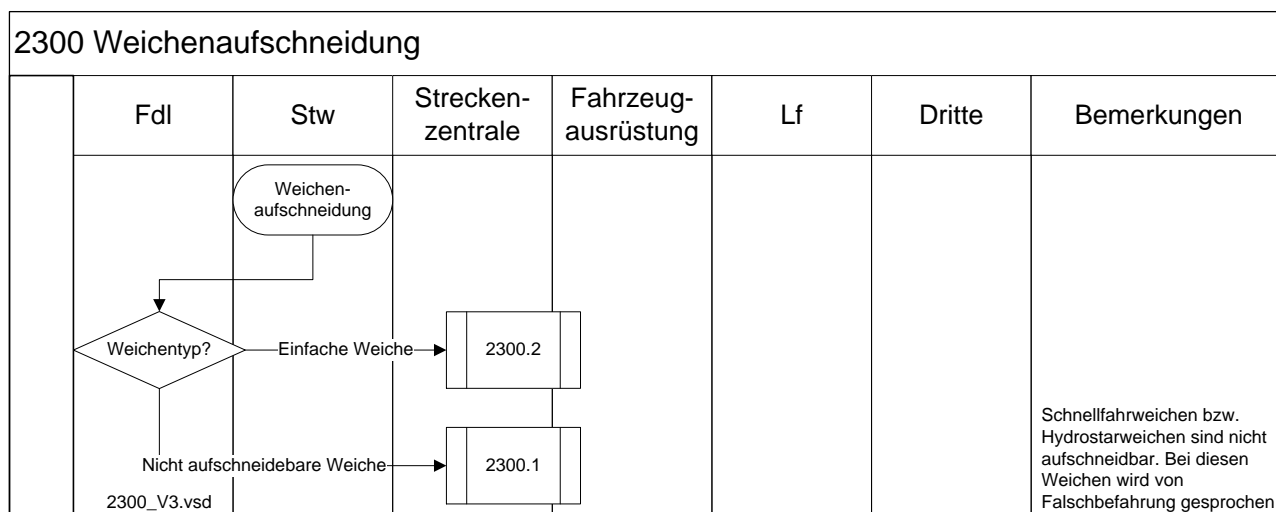 2300 Weichenaufschneidung
Fdl
Stw
Strecken-
zentrale
Fahrzeug-
ausrüstung
Lf
Dritte
Bemerkungen
Weichen-
aufschneidung
Weichentyp?
Einfache Weiche
2300.2
Nicht aufschneidebare Weiche
2300.1
Schnellfahrweichen bzw.
Hydrostarweichen sind nicht
aufschneidbar. Bei diesen
Weichen wird von
Falschbefahrung gesprochen
2300_V3.vsd